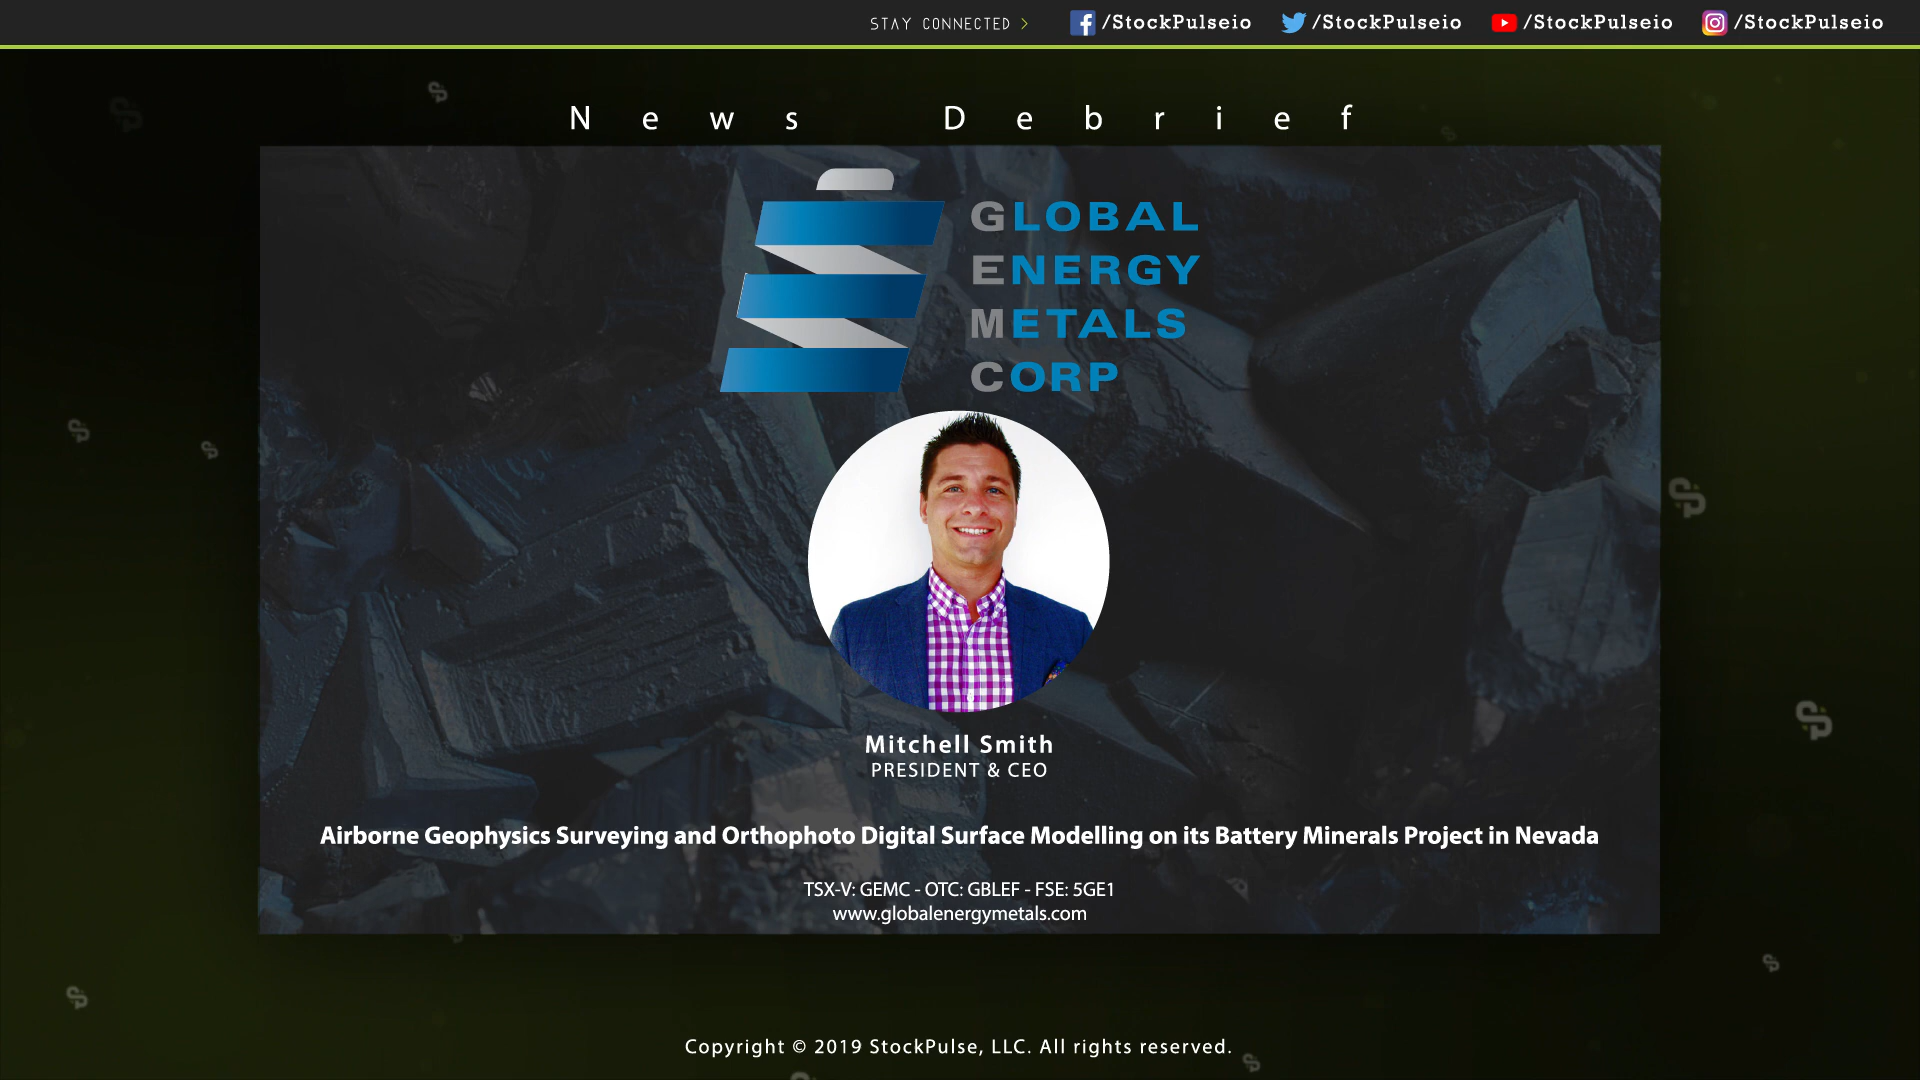 STAY CONNECTED >
/StockPulseio
/StockPulseio
/StockPulseio
/StockPulseio
News Debrief
GLOBAL
ENERGY
METALS
CORP
Mitchell Smith
PRESIDENT & CEO
Airborne Geophysics Surveying and Orthophoto Digital Surface Modelling on its Battery Minerals Project in Nevada
TSX-V: GEMC - OTC: GBLEF - FSE: 5GE1
www.globalenergymetals.com
Copyright © 2019 StockPulse, LLC. All rights reserved.